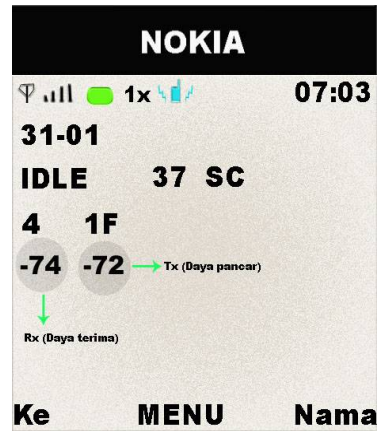 NOKIA
1x 07:03
31-01
IDLE 37 SC
4 1F
-74 -72 Tx (Daya pancar)
Rx (Daya terima)
Ke MENU Nama